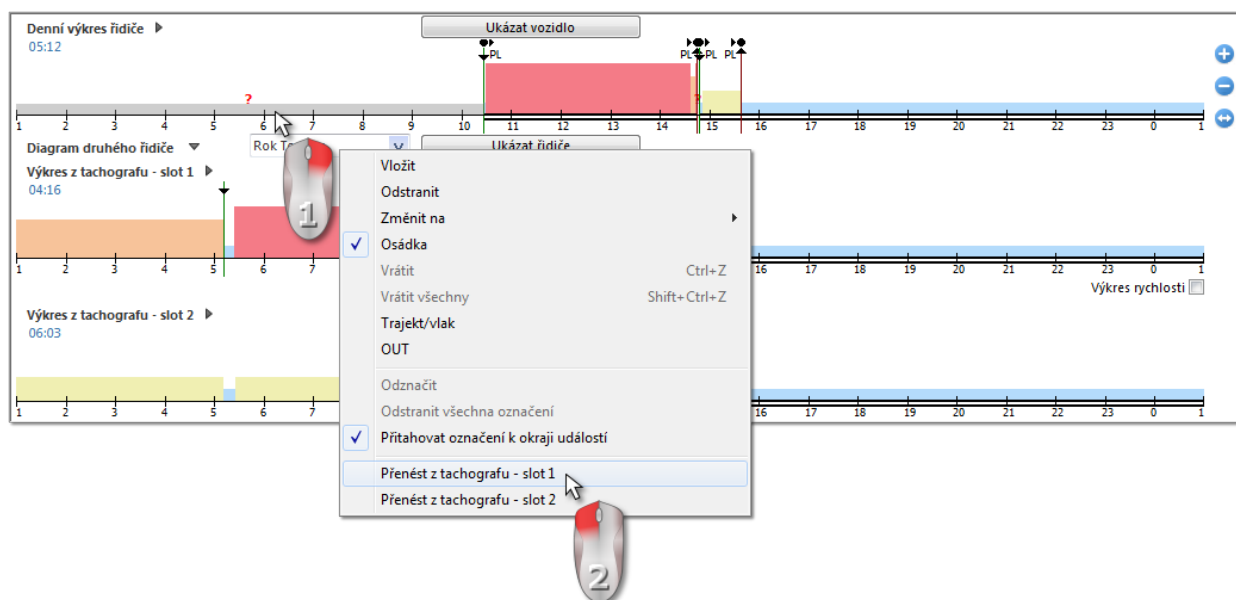 Denní výkres řidiče
05:12
Ukázat vozidlo
PL PL PL PL
?
?
1 2 3 4 5 6 7 8 9 10 11 12 13 14 15 16 17 18 19 20 21 22 23 0 1
Diagram druhého řidiče
Rok
Ukázat řidiče
Výkres z tachografu - slot 1
04:16
1 2 3 4 5 6 7 16 17 18 19 20 21 22 23 0 1
Výkres rychlosti
Výkres z tachografu - slot 2
06:03
1 2 3 4 5 6 7 16 17 18 19 20 21 22 23 0 1
Vložit
Odstranit
Změnit na
Osádka
Vrátit Ctrl+Z
Vrátit všechny Shift+Ctrl+Z
Trajekt/vlak
OUT
Odznačit
Odstranit všechna označení
Přitahovat označení k okraji událostí
Přenést z tachografu - slot 1
Přenést z tachografu - slot 2
1
2